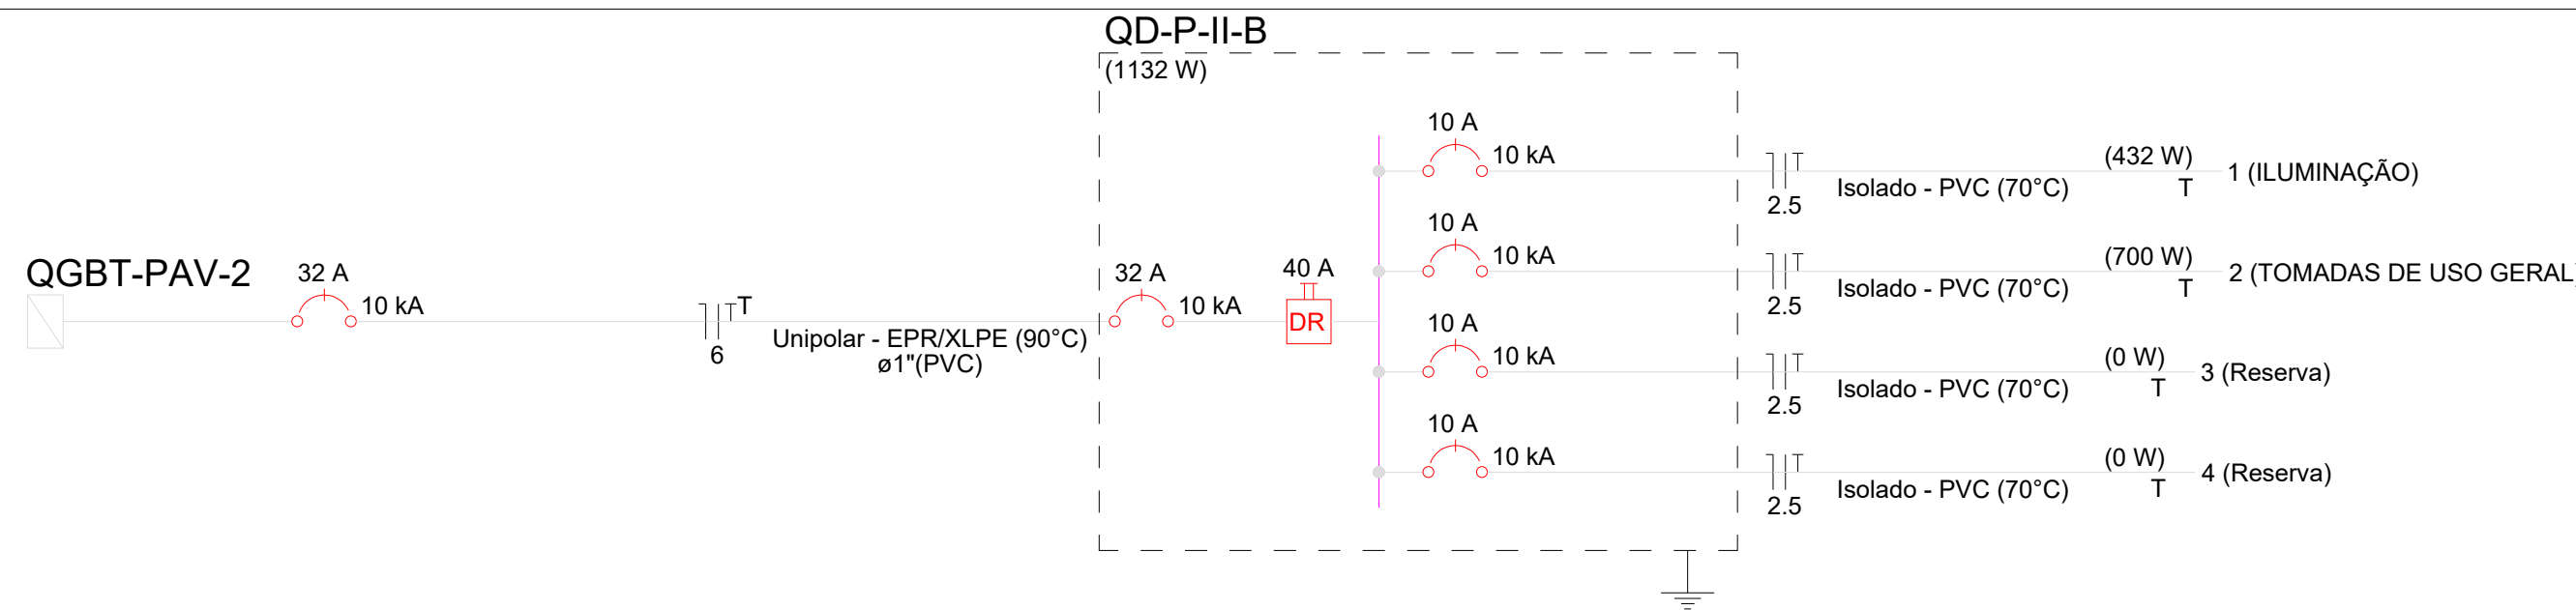 QD-P-II-B
(1132 W)
QGBT-PAV-2
32 A
10 kA
T
6
Unipolar - EPR/XLPE (90°C)
ø1"(PVC)
32 A
10 kA
40 A
DR
10 A
10 kA
2.5
Isolado - PVC (70°C)
(432 W)
T
1 (ILUMINAÇÃO)
10 A
10 kA
2.5
Isolado - PVC (70°C)
(700 W)
T
2 (TOMADAS DE USO GERAL)
10 A
10 kA
2.5
Isolado - PVC (70°C)
(0 W)
T
3 (Reserva)
10 A
10 kA
2.5
Isolado - PVC (70°C)
(0 W)
T
4 (Reserva)